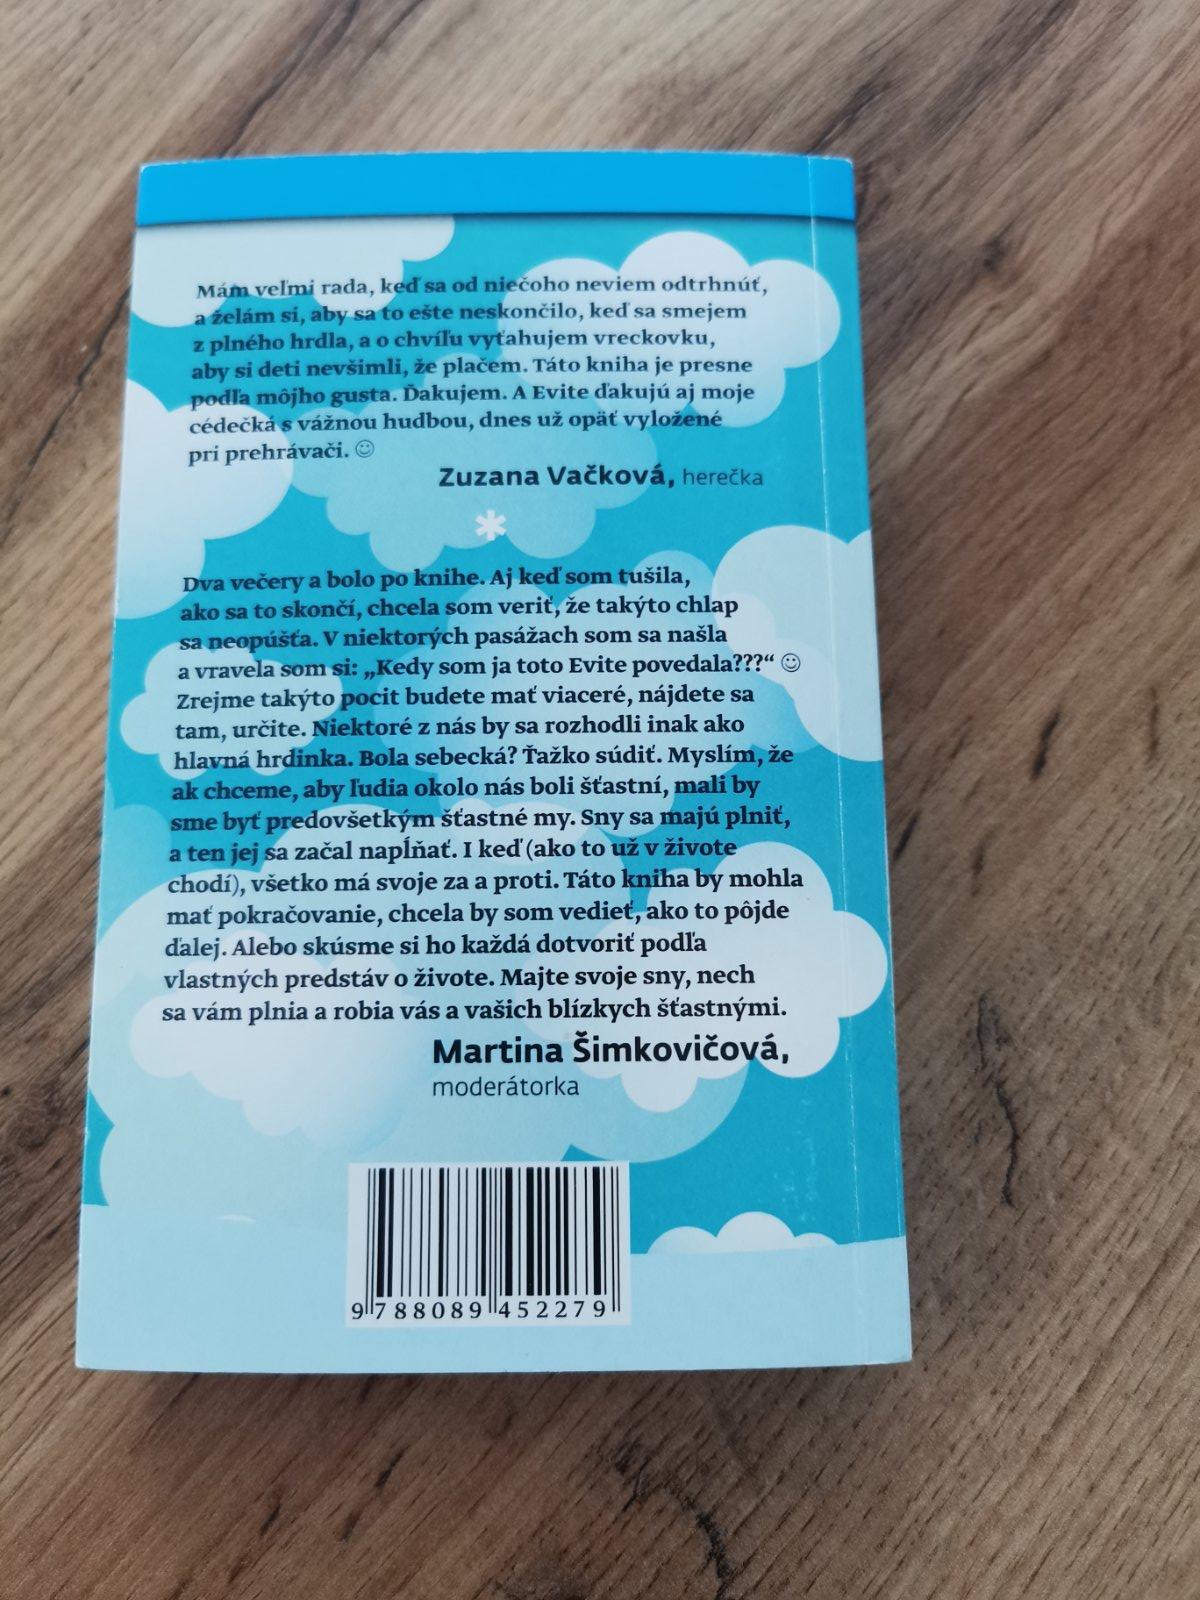 Mám veľmi rada, keď sa od niečoho neviem odtrhnúť,
a želám si, aby sa to ešte neskončilo, keď sa smejem
z plného hrdla, a o chvíľu vyťahujem vreckovku,
aby si deti nevšimli, že plačem. Táto kniha je presne
podľa môjho gusta. Ďakujem. A Evite ďakujú aj moje
cédečká s vážnou hudbou, dnes už opäť vyložené
pri prehrávači. ☺
Zuzana Vačková, herečka
*
Dva večery a bolo po knihe. Aj keď som tušila,
ako sa to skončí, chcela som veriť, že takýto chlap
sa neopúšťa. V niektorých pasážach som sa našla
a vravela som si: „Kedy som ja toto Evite povedala???“ ☺
Zrejme takýto pocit budete mať viaceré, nájdete sa
tam, určite. Niektoré z nás by sa rozhodli inak ako
hlavná hrdinka. Bola sebecká? Ťažko súdiť. Myslím, že
ak chceme, aby ľudia okolo nás boli šťastní, mali by
sme byť predovšetkým šťastné my. Sny sa majú plniť,
a ten jej sa začal napĺňať. I keď (ako to už v živote
chodí), všetko má svoje za a proti. Táto kniha by mohla
mať pokračovanie, chcela by som vedieť, ako to pôjde
ďalej. Alebo skúsme si ho každá dotvoriť podľa
vlastných predstáv o živote. Majte svoje sny, nech
sa vám plnia a robia vás a vašich blízkych šťastnými.
Martina Šimkovičová,
moderátorka
9 788089 452279